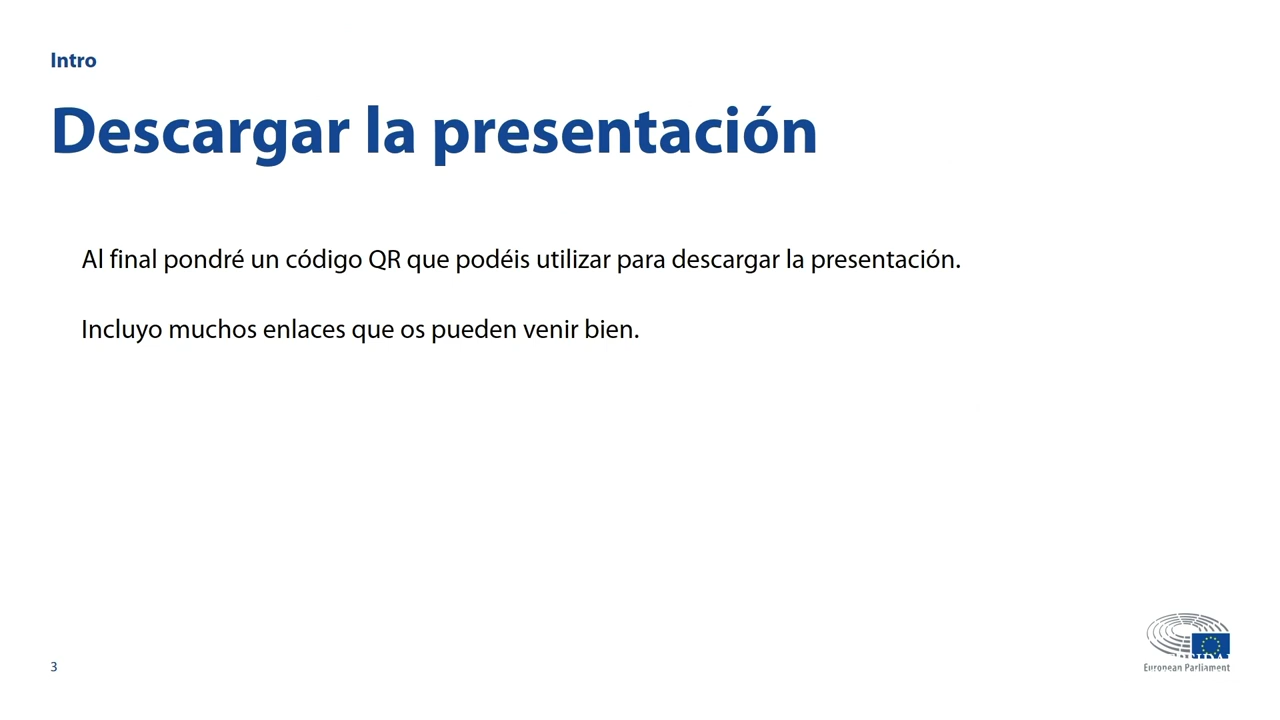 Intro
Descargar la presentación
Al final pondré un código QR que podéis utilizar para descargar la presentación.
Incluyo muchos enlaces que os pueden venir bien.
3
European Parliament